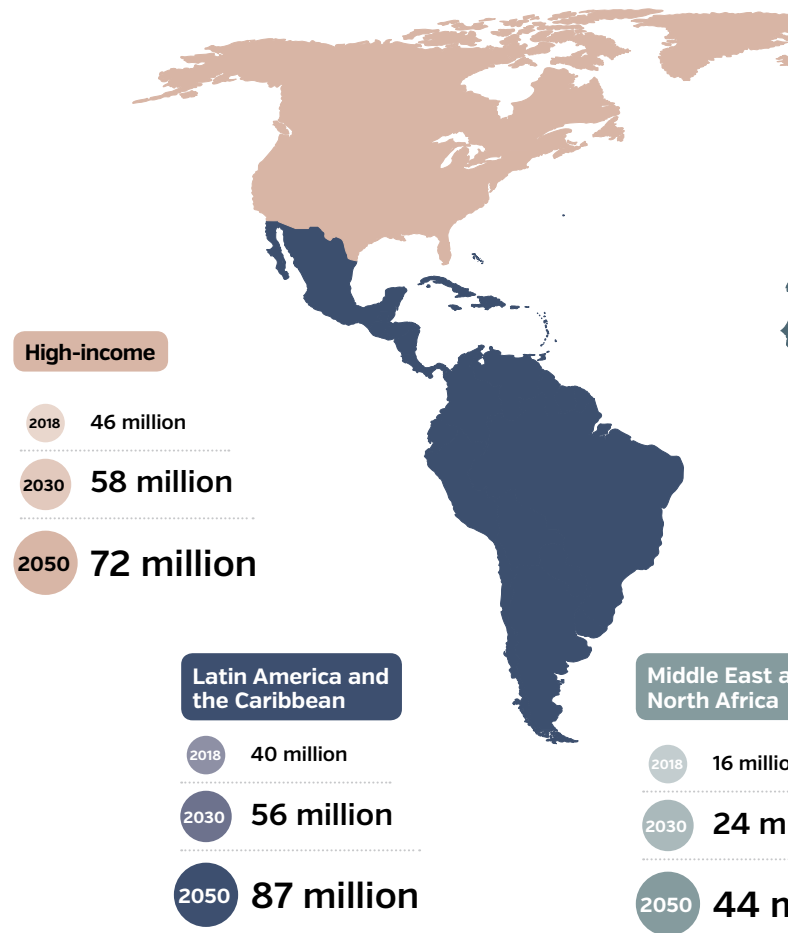 High-income
2018 46 million
2030 58 million
2050 72 million
Latin America and
the Caribbean
2018 40 million
2030 56 million
2050 87 million
Middle East
North Africa
2018 16
2030 24
2050 44